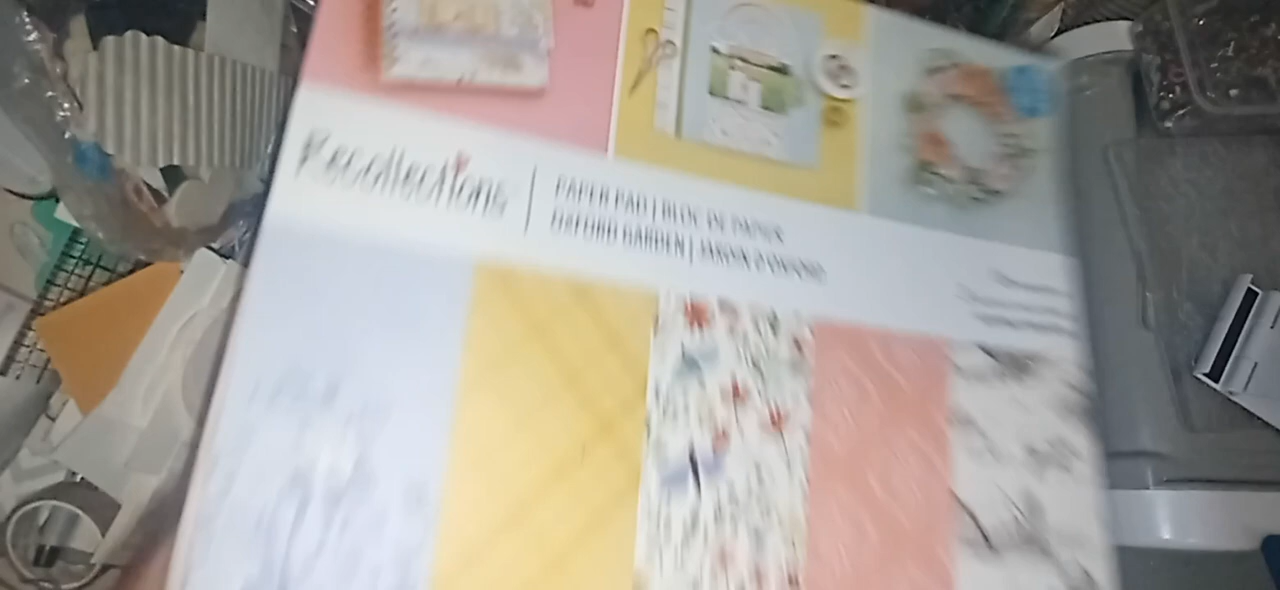 Recollections
PAPER PAD | BLOC DE PAPIER
OXFORD GARDEN | JARDIN D'OXFORD